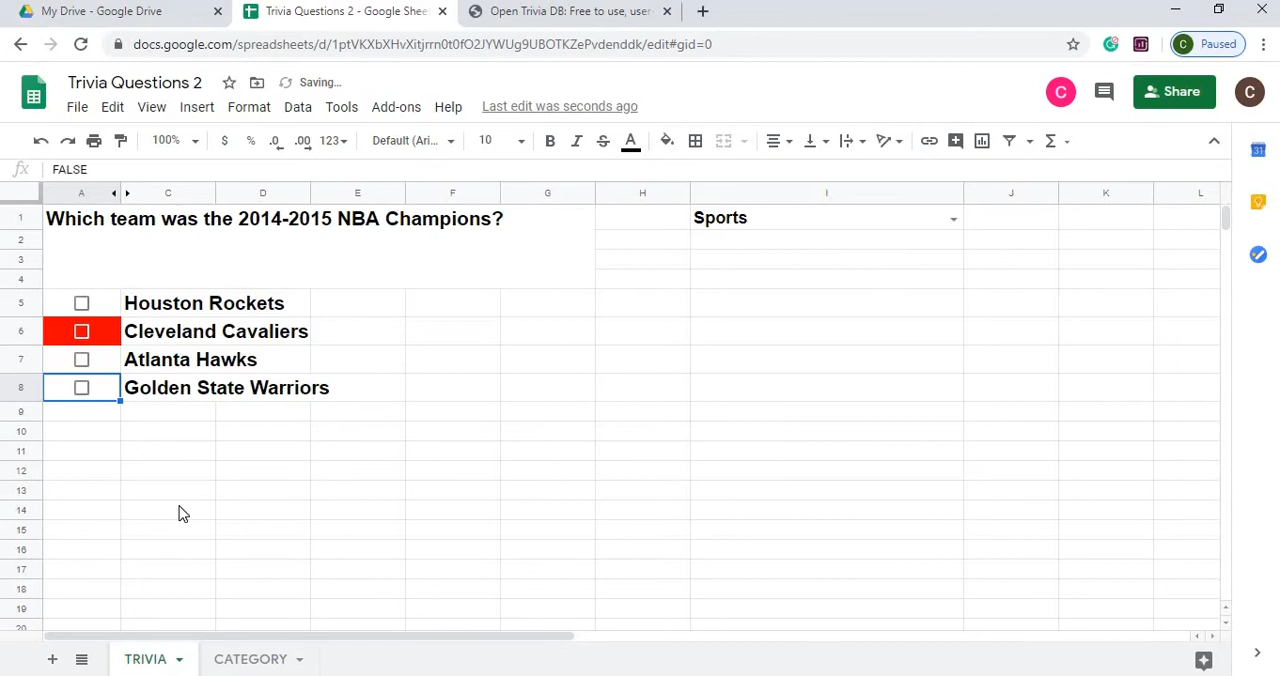 My Drive - Google Drive
Trivia Questions 2 - Google Shee
Open Trivia DB: Free to use, user-
docs.google.com/spreadsheets/d/1ptVKXbXHvXitjrrn0t0fO2JYWUg9UBOTKZePvdenddk/edit#gid=0
C Paused
Trivia Questions 2
Saving...
C
Share
C
File Edit View Insert Format Data Tools Add-ons Help Last edit was seconds ago
100% $ % .0 .00 123 Default (Ari... 10 B I S A Σ
31
fx FALSE
A C D E F G H I J K L
1 Which team was the 2014-2015 NBA Champions? Sports
2
3
4
5 Houston Rockets
6 Cleveland Cavaliers
7 Atlanta Hawks
8 Golden State Warriors
9
10
11
12
13
14
15
16
17
18
19
20
TRIVIA CATEGORY